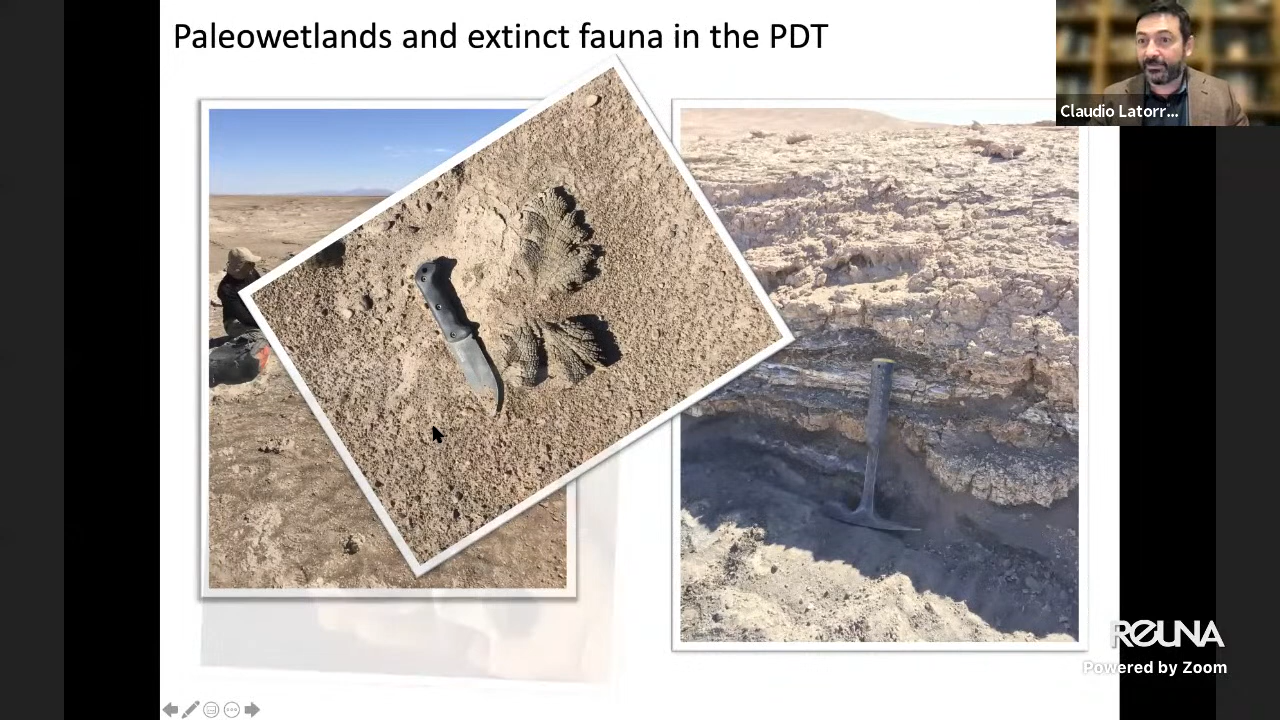 Paleowetlands and extinct fauna in the PDT
Claudio Latorr...
REUNA
Powered by Zoom